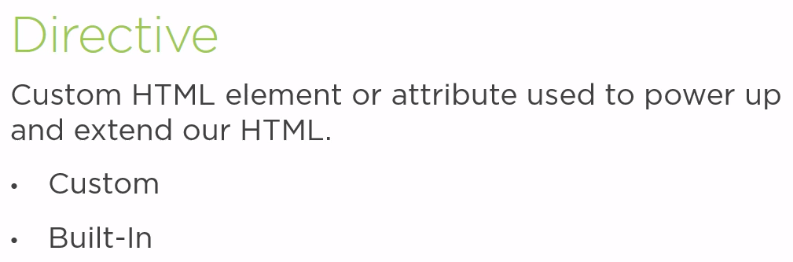 Directive
Custom HTML element or attribute used to power up
and extend our HTML.
• Custom
• Built-In